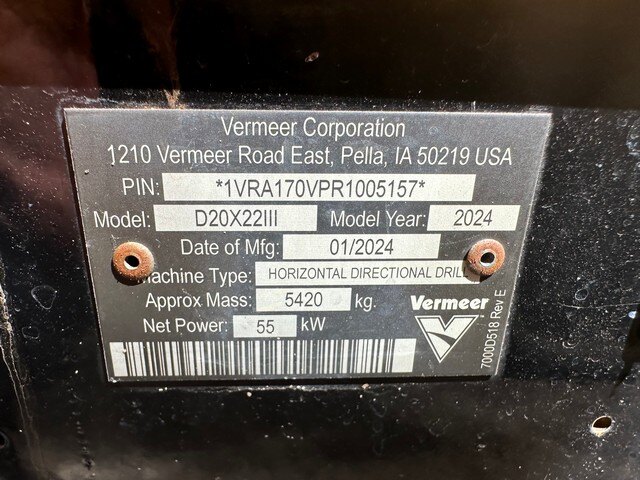 Vermeer Corporation
1210 Vermeer Road East, Pella, IA 50219 USA
PIN: *1VRA170VPR1005157*
Model: D20X22III Model Year: 2024
Date of Mfg: 01/2024
Machine Type: HORIZONTAL DIRECTIONAL DRILL
Approx Mass: 5420 kg.
Net Power: 55 kW
Vermeer
7000D518 Rev E